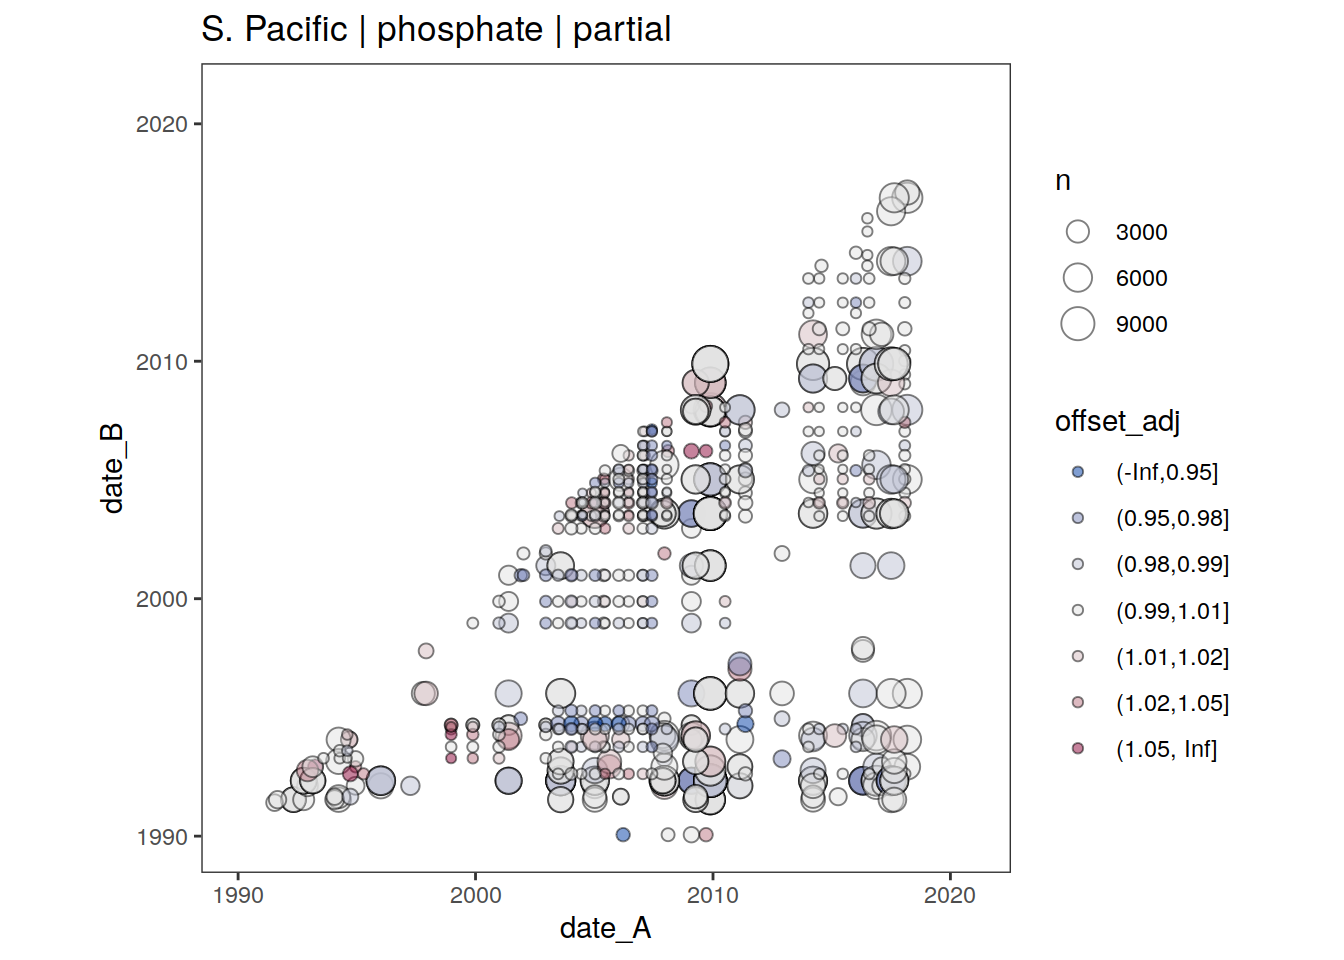 S. Pacific | phosphate | partial
2020
2010
2000
1990
date_B
1990
2000
2010
2020
date_A
n
3000
6000
9000
offset_adj
(-Inf,0.95]
(0.95,0.98]
(0.98,0.99]
(0.99,1.01]
(1.01,1.02]
(1.02,1.05]
(1.05, Inf]